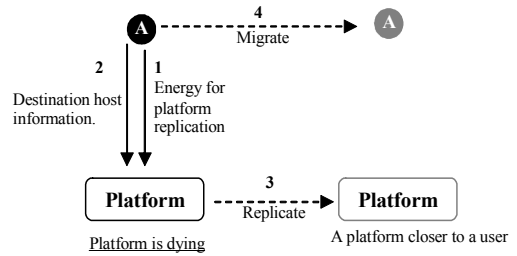 A
4
Migrate
A
2
1
Destination host
information.
Energy for
platform
replication
Platform
3
Replicate
Platform
Platform is dying
A platform closer to a user